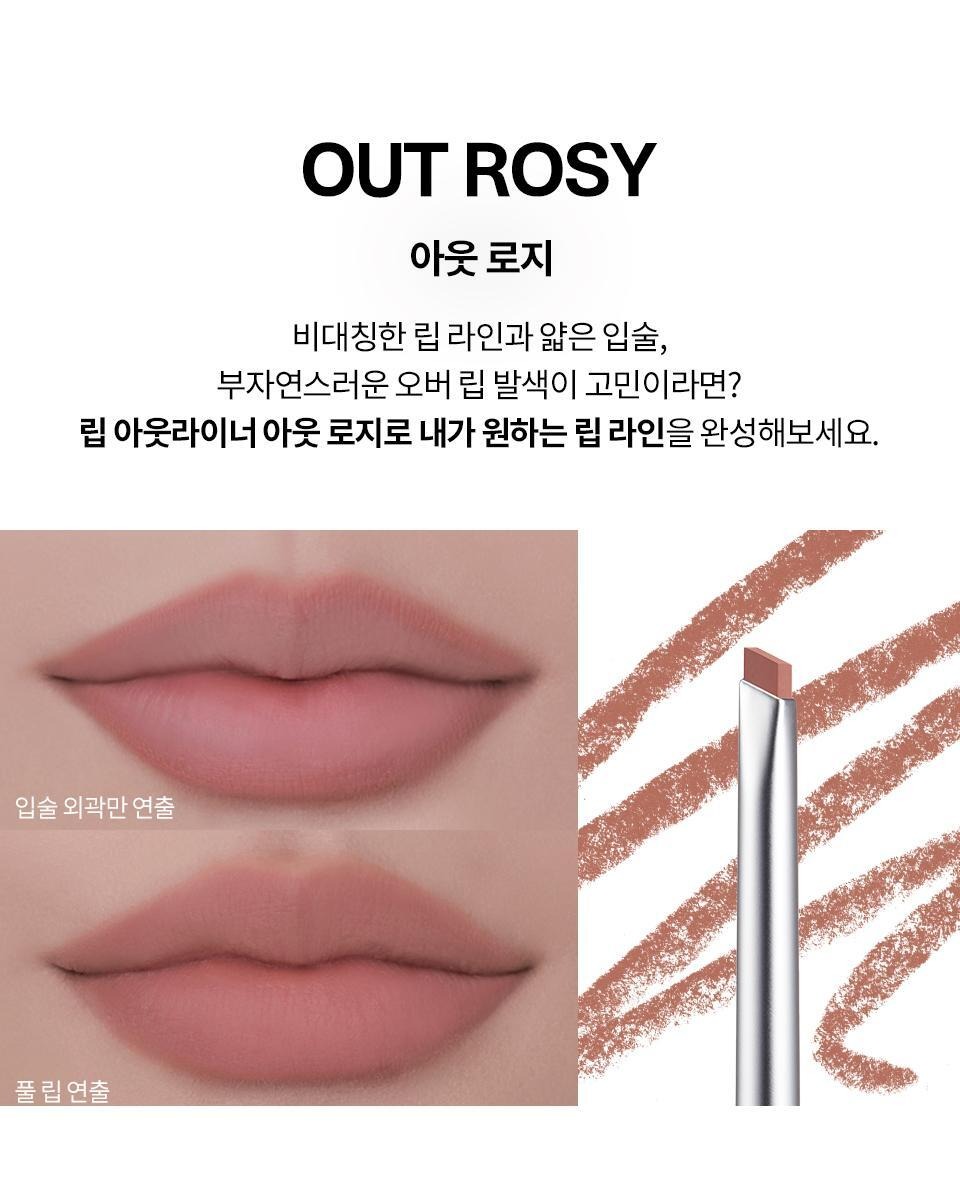 OUT ROSY
아웃 로지
비대칭한 립 라인과 얇은 입술,
부자연스러운 오버 립 발색이 고민이라면?
립 아웃라이너 아웃 로지로 내가 원하는 립 라인을 완성해보세요.
입술 외곽만 연출
풀 립 연출